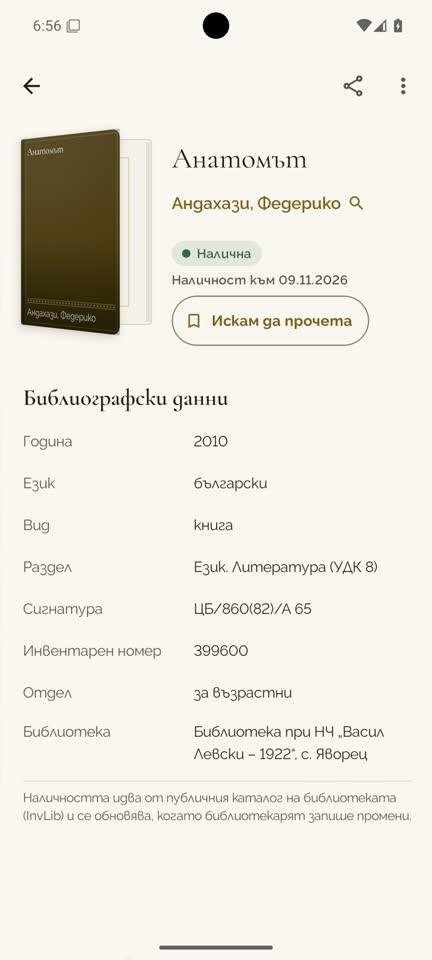 6:56
Анатомът
Андахази, Федерико
Анатомът
Андахази, Федерико
Налична
Наличност към 09.11.2026
Искам да прочета
Библиографски данни
Година 2010
Език български
Вид книга
Раздел Език. Литература (УДК 8)
Сигнатура ЦБ/860(82)/А 65
Инвентарен номер 399600
Отдел за възрастни
Библиотека Библиотека при НЧ „Васил
Левски – 1922“, с. Яворец
Наличността идва от публичния каталог на библиотеката
(InvLib) и се обновява, когато библиотекарят запише промени.